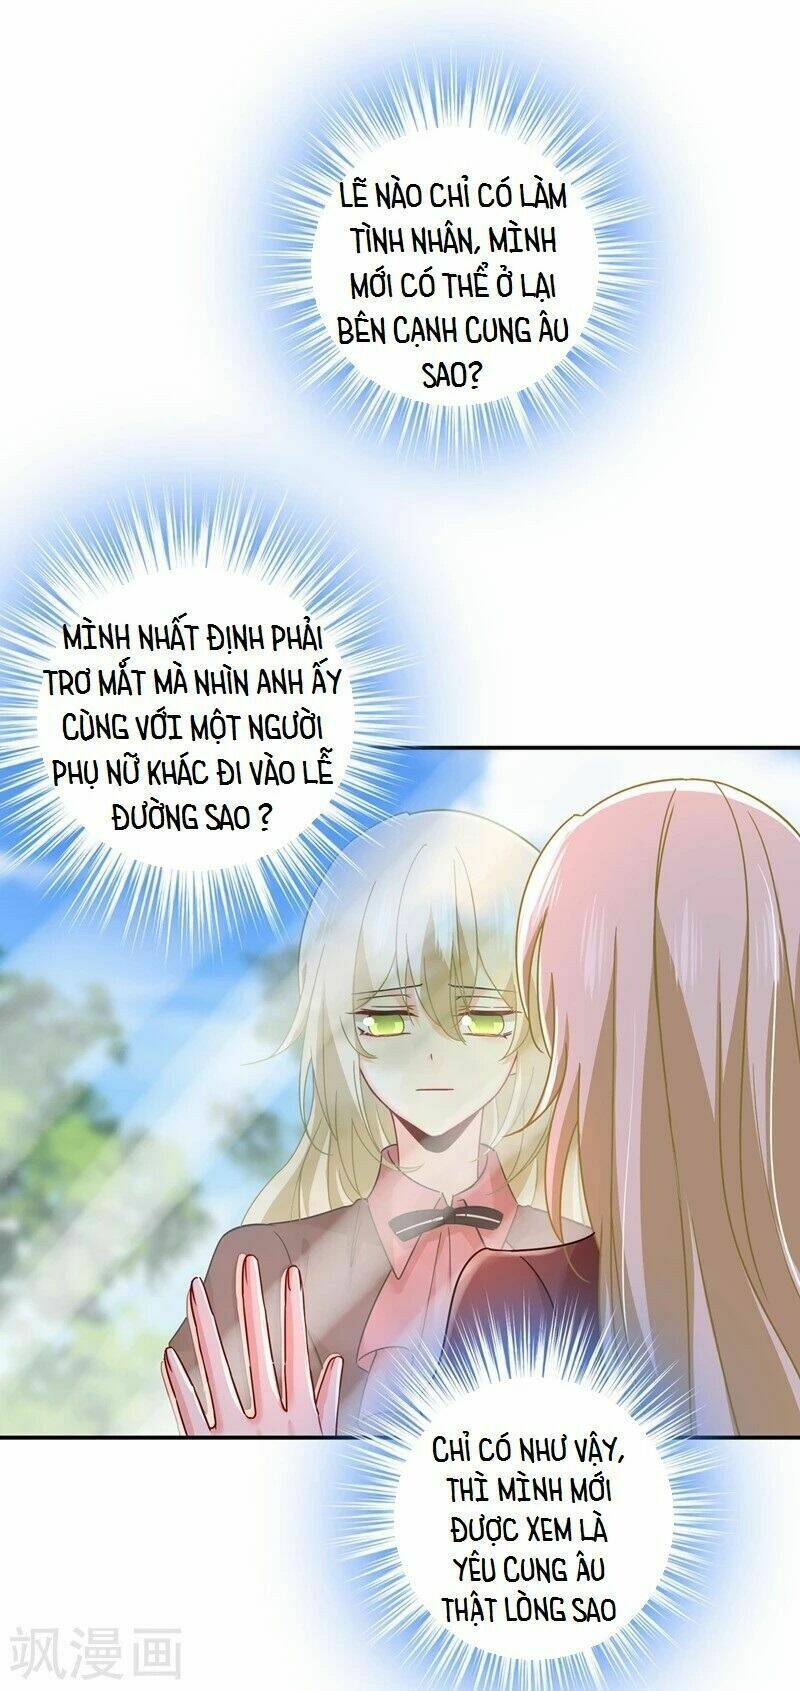 LẼ NÀO CHỈ CÓ LÀM
TÌNH NHÂN, MÌNH
MỚI CÓ THỂ Ở LẠI
BÊN CẠNH CUNG ÂU
SAO?
MÌNH NHẤT ĐỊNH PHẢI
TRƠ MẮT MÀ NHÌN ANH ẤY
CÙNG VỚI MỘT NGƯỜI
PHỤ NỮ KHÁC ĐI VÀO LỄ
ĐƯỜNG SAO ?
CHỈ CÓ NHƯ VẬY,
THÌ MÌNH MỚI
ĐƯỢC XEM LÀ
YÊU CUNG ÂU
THẬT LÒNG SAO
飒漫画